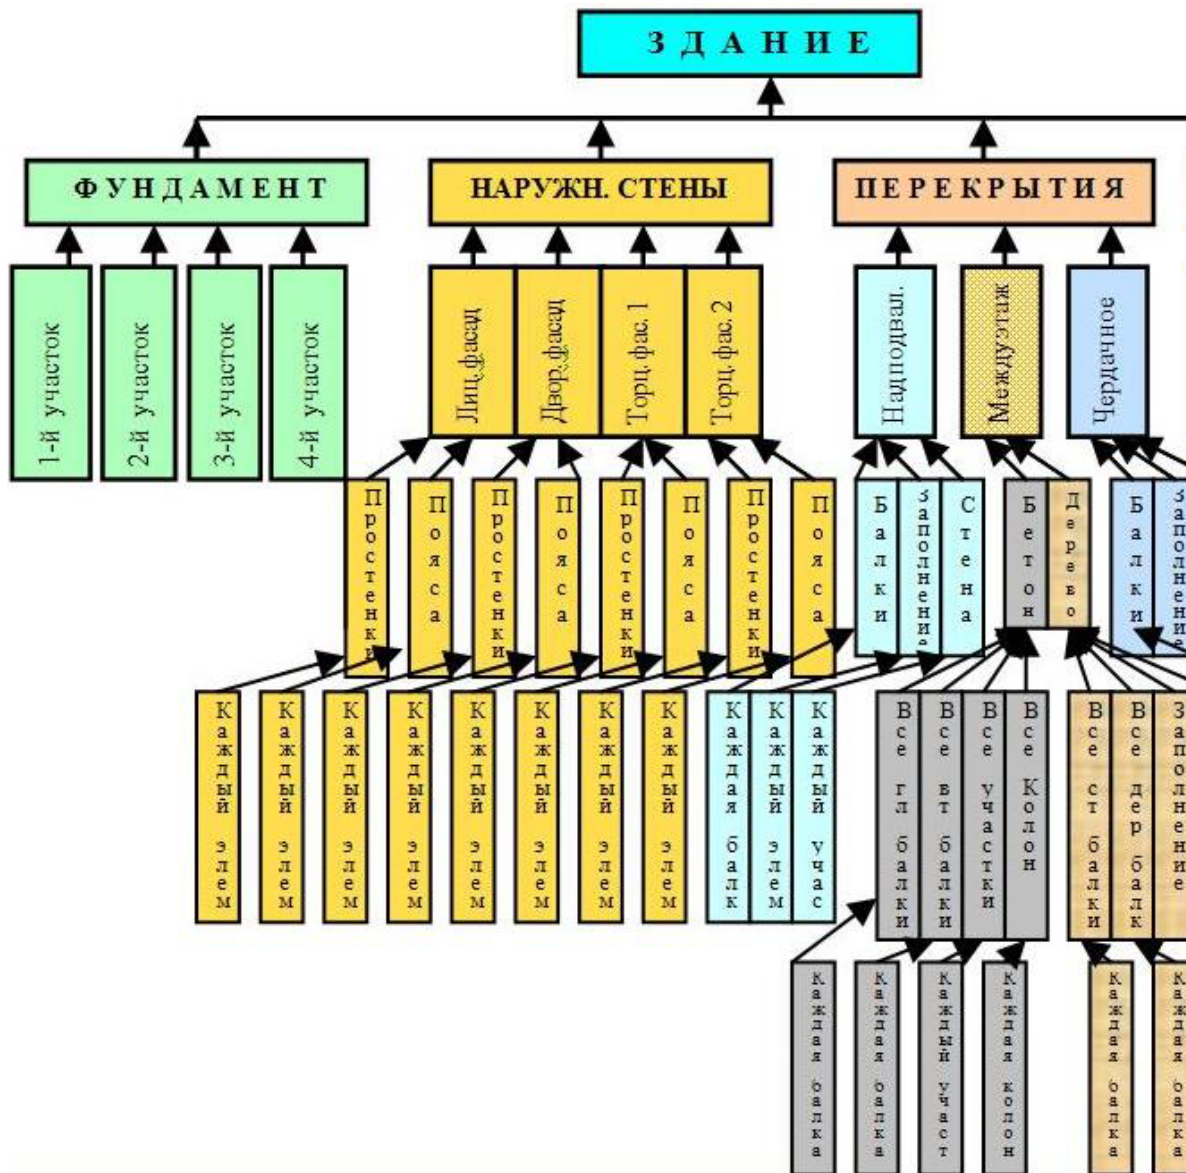 З Д А Н И Е
Ф У Н Д А М Е Н Т
НАРУЖН. СТЕНЫ
П Е Р Е К Р Ы Т И Я
1-й участок
2-й участок
3-й участок
4-й участок
Лиц.фасад
Двор.фасад
Торц.фас. 1
Торц.фас. 2
Надподвал.
Междуэтаж
Чердачное
Простенки
Пояса
Простенки
Пояса
Простенки
Пояса
Простенки
Пояса
Балки
Заполнение
Стена
Бетон
Дерево
Балки
Заполнение
Каждый элем
Каждый элем
Каждый элем
Каждый элем
Каждый элем
Каждый элем
Каждый элем
Каждый элем
Каждая балк
Каждый элем
Каждый учас
Все гл балки
Все вт балки
Все участки
Все Колон
Все ст балки
Все дер балк
Заполнение
Каждая балка
Каждая балка
Каждый участ
Каждая колон
Каждая балка
Каждая балка